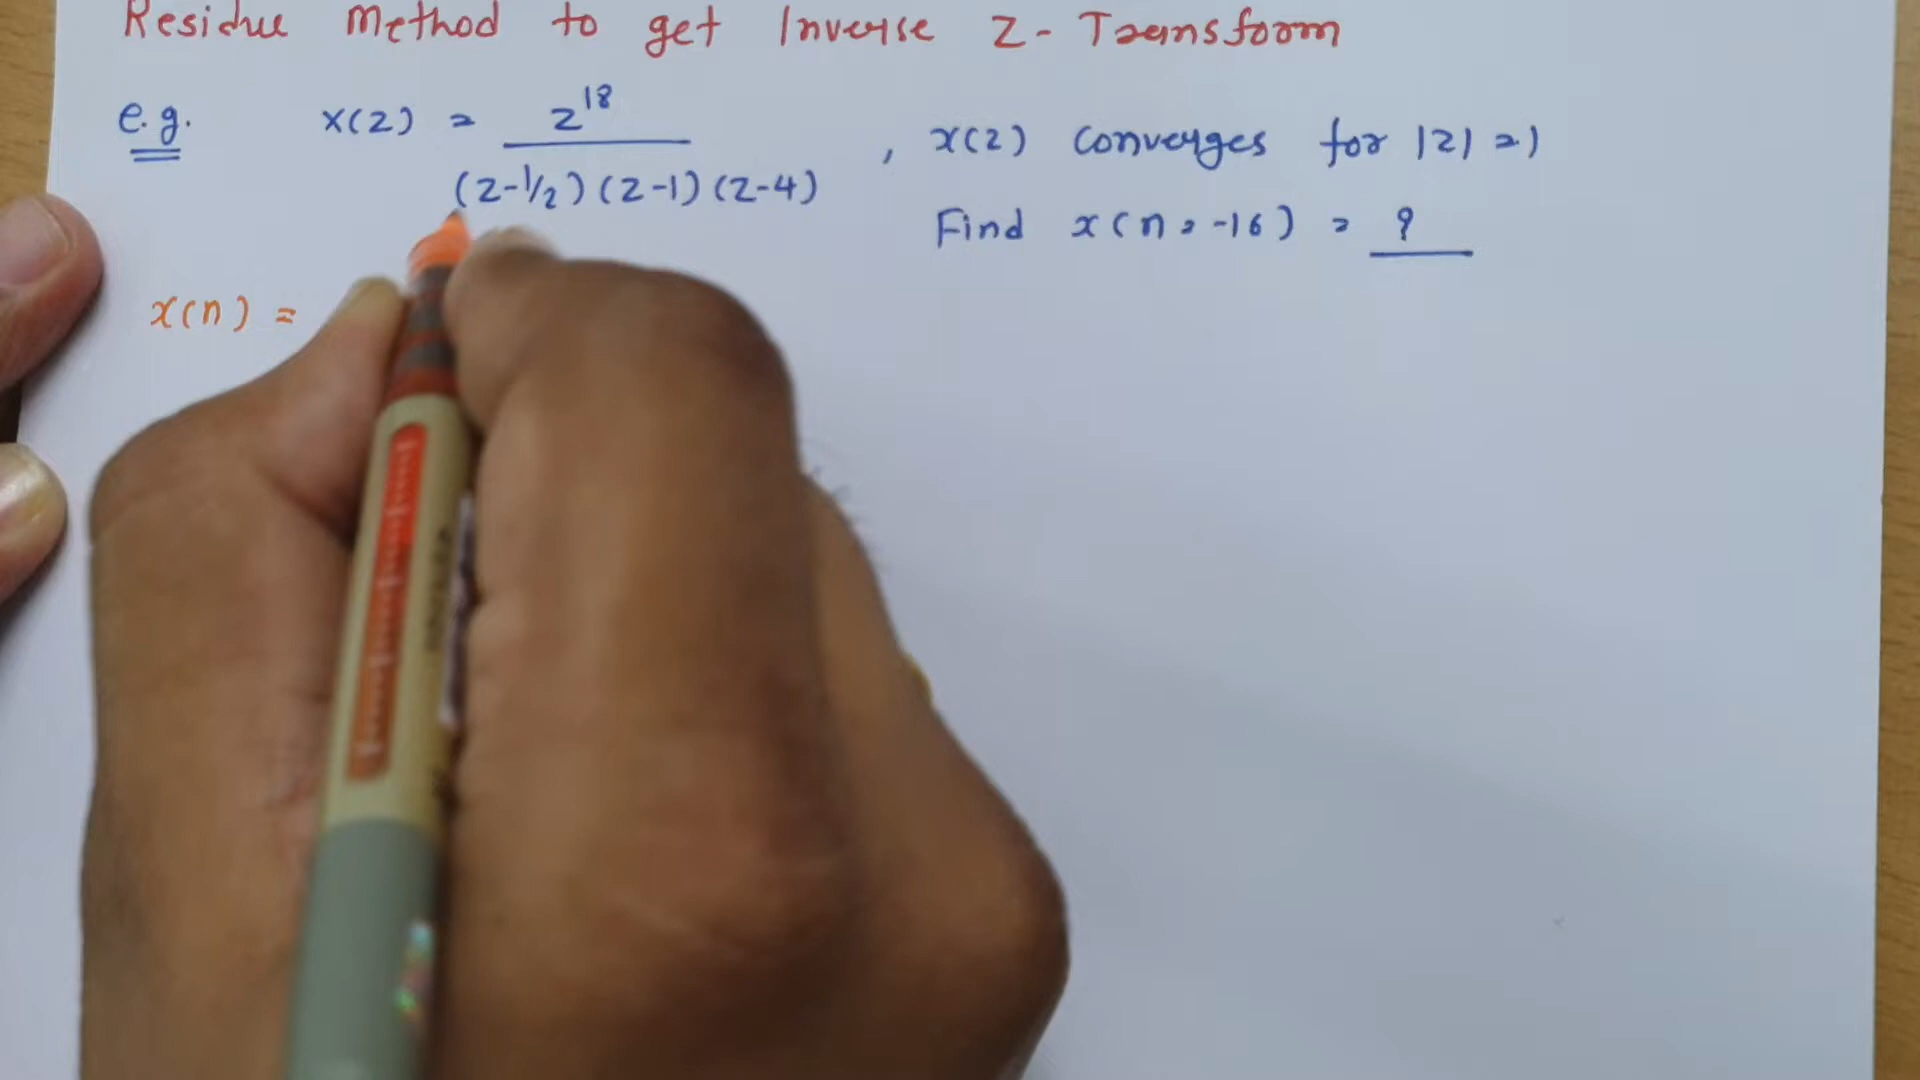 Residue Method to get Inverse Z-Transform
e.g. X(z) = z^18 / (z-1/2)(z-1)(z-4) , x(z) converges for |z|=1
Find x(n=-16) = ?
x(n) =